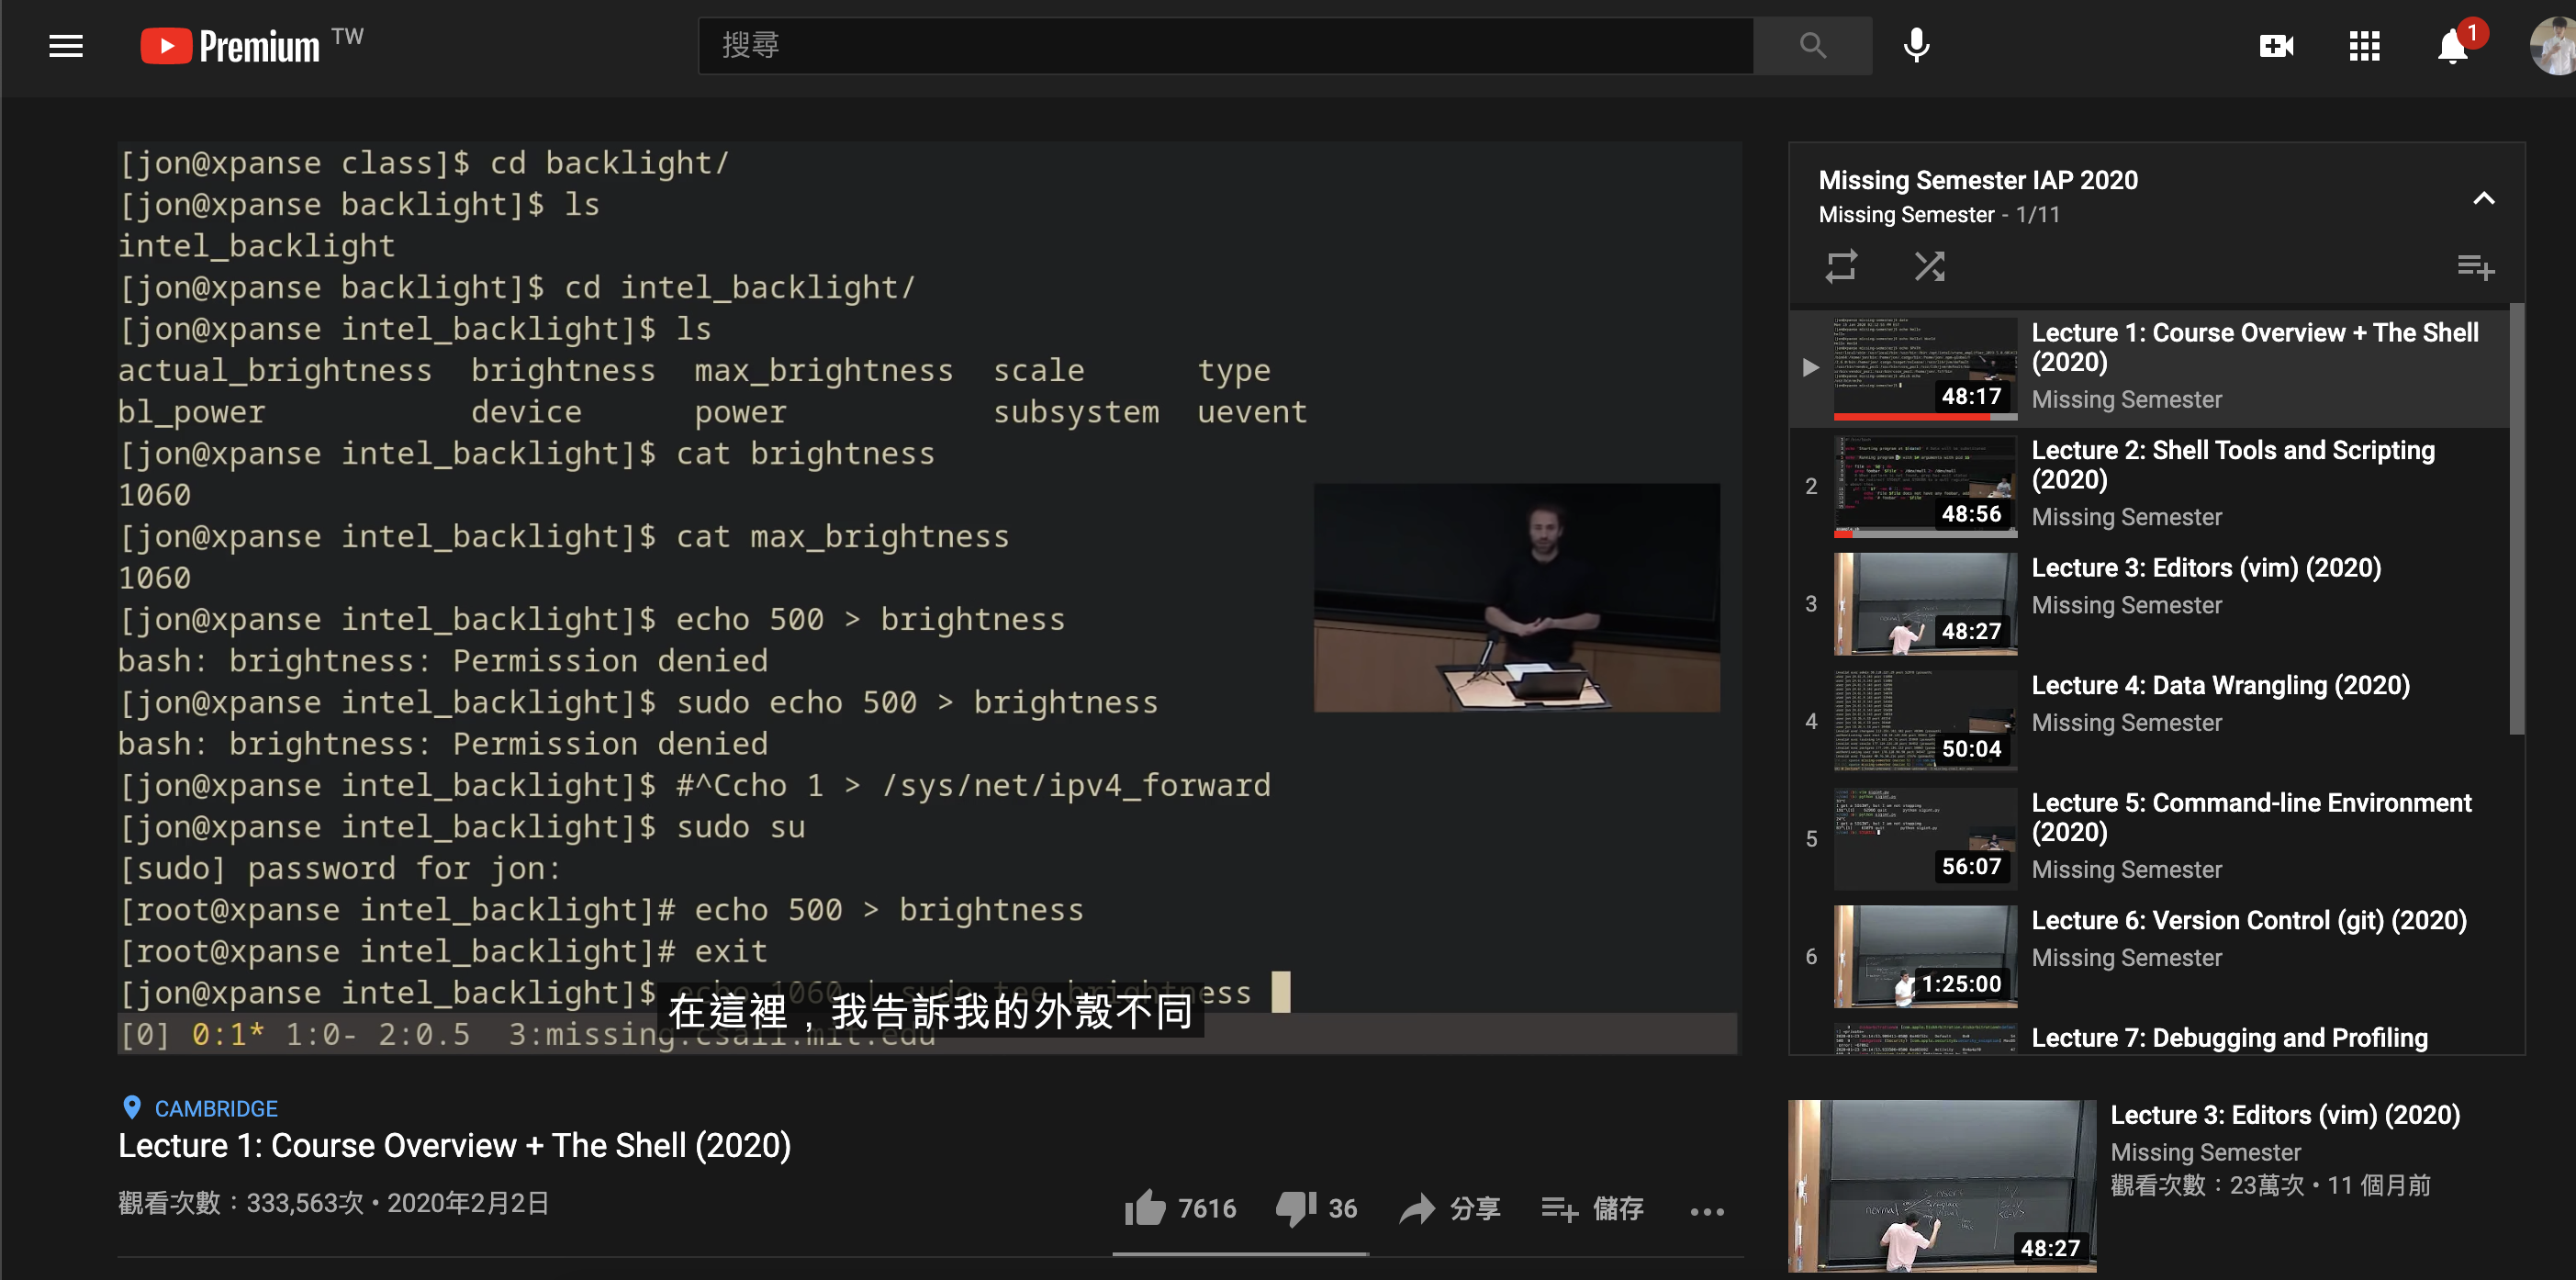 Premium TW
搜尋
1
[jon@xpanse class]$ cd backlight/
[jon@xpanse backlight]$ ls
intel_backlight
[jon@xpanse backlight]$ cd intel_backlight/
[jon@xpanse intel_backlight]$ ls
actual_brightness brightness max_brightness scale type
bl_power device power subsystem uevent
[jon@xpanse intel_backlight]$ cat brightness
1060
[jon@xpanse intel_backlight]$ cat max_brightness
1060
[jon@xpanse intel_backlight]$ echo 500 > brightness
bash: brightness: Permission denied
[jon@xpanse intel_backlight]$ sudo echo 500 > brightness
bash: brightness: Permission denied
[jon@xpanse intel_backlight]$ #^Ccho 1 > /sys/net/ipv4_forward
[jon@xpanse intel_backlight]$ sudo su
[sudo] password for jon:
[root@xpanse intel_backlight]# echo 500 > brightness
[root@xpanse intel_backlight]# exit
[jon@xpanse intel_backlight]$ echo 1060 | sudo tee brightness
在這裡，我告訴我的外殼不同
[0] 0:1* 1:0- 2:0.5 3:missing.csail.mit.edu
CAMBRIDGE
Lecture 1: Course Overview + The Shell (2020)
觀看次數：333,563次 • 2020年2月2日
7616 36 分享 儲存
Missing Semester IAP 2020
Missing Semester - 1/11
Lecture 1: Course Overview + The Shell
(2020)
Missing Semester
48:17
2
Lecture 2: Shell Tools and Scripting
(2020)
Missing Semester
48:56
3
Lecture 3: Editors (vim) (2020)
Missing Semester
48:27
4
Lecture 4: Data Wrangling (2020)
Missing Semester
50:04
5
Lecture 5: Command-line Environment
(2020)
Missing Semester
56:07
6
Lecture 6: Version Control (git) (2020)
Missing Semester
1:25:00
Lecture 7: Debugging and Profiling
Lecture 3: Editors (vim) (2020)
Missing Semester
觀看次數：23萬次 • 11 個月前
48:27